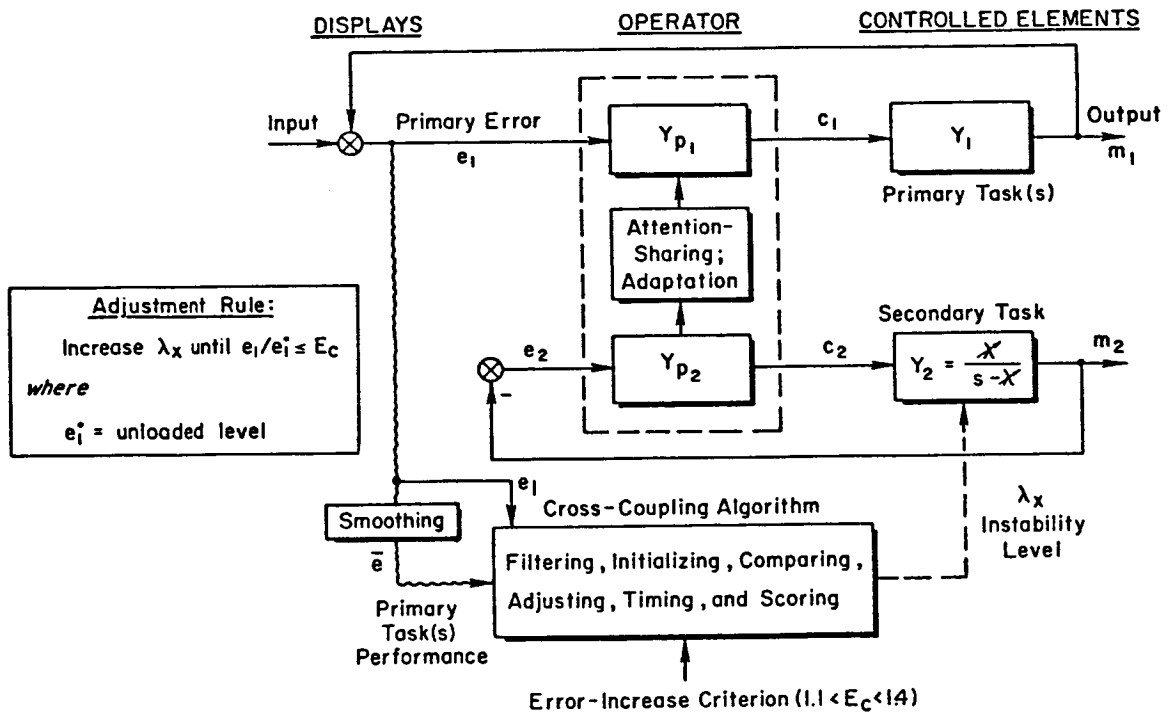 DISPLAYS
OPERATOR
CONTROLLED ELEMENTS
Input
Primary Error
e₁
Yp₁
c₁
Y₁
Output
m₁
Primary Task(s)
Attention-
Sharing;
Adaptation
Adjustment Rule:
Increase λx until e₁/e₁° ≤ Ec
where
e₁° = unloaded level
Secondary Task
e₂
-
Yp₂
c₂
Y₂ = X / (s - X)
m₂
e₁
Smoothing
ē
Cross-Coupling Algorithm
Filtering, Initializing, Comparing,
Adjusting, Timing, and Scoring
λx
Instability
Level
Primary
Task(s)
Performance
Error-Increase Criterion (1.1 < Ec < 1.4)